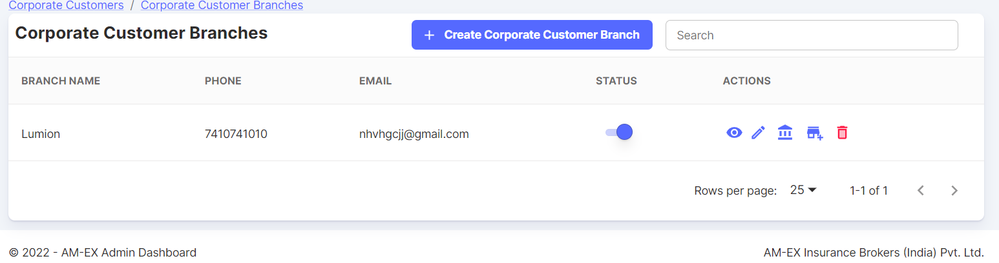 Corporate Customers / Corporate Customer Branches
Corporate Customer Branches
+ Create Corporate Customer Branch
Search
BRANCH NAME PHONE EMAIL STATUS ACTIONS
Lumion 7410741010 nhvhgcjj@gmail.com
Rows per page: 25 1-1 of 1
© 2022 - AM-EX Admin Dashboard AM-EX Insurance Brokers (India) Pvt. Ltd.